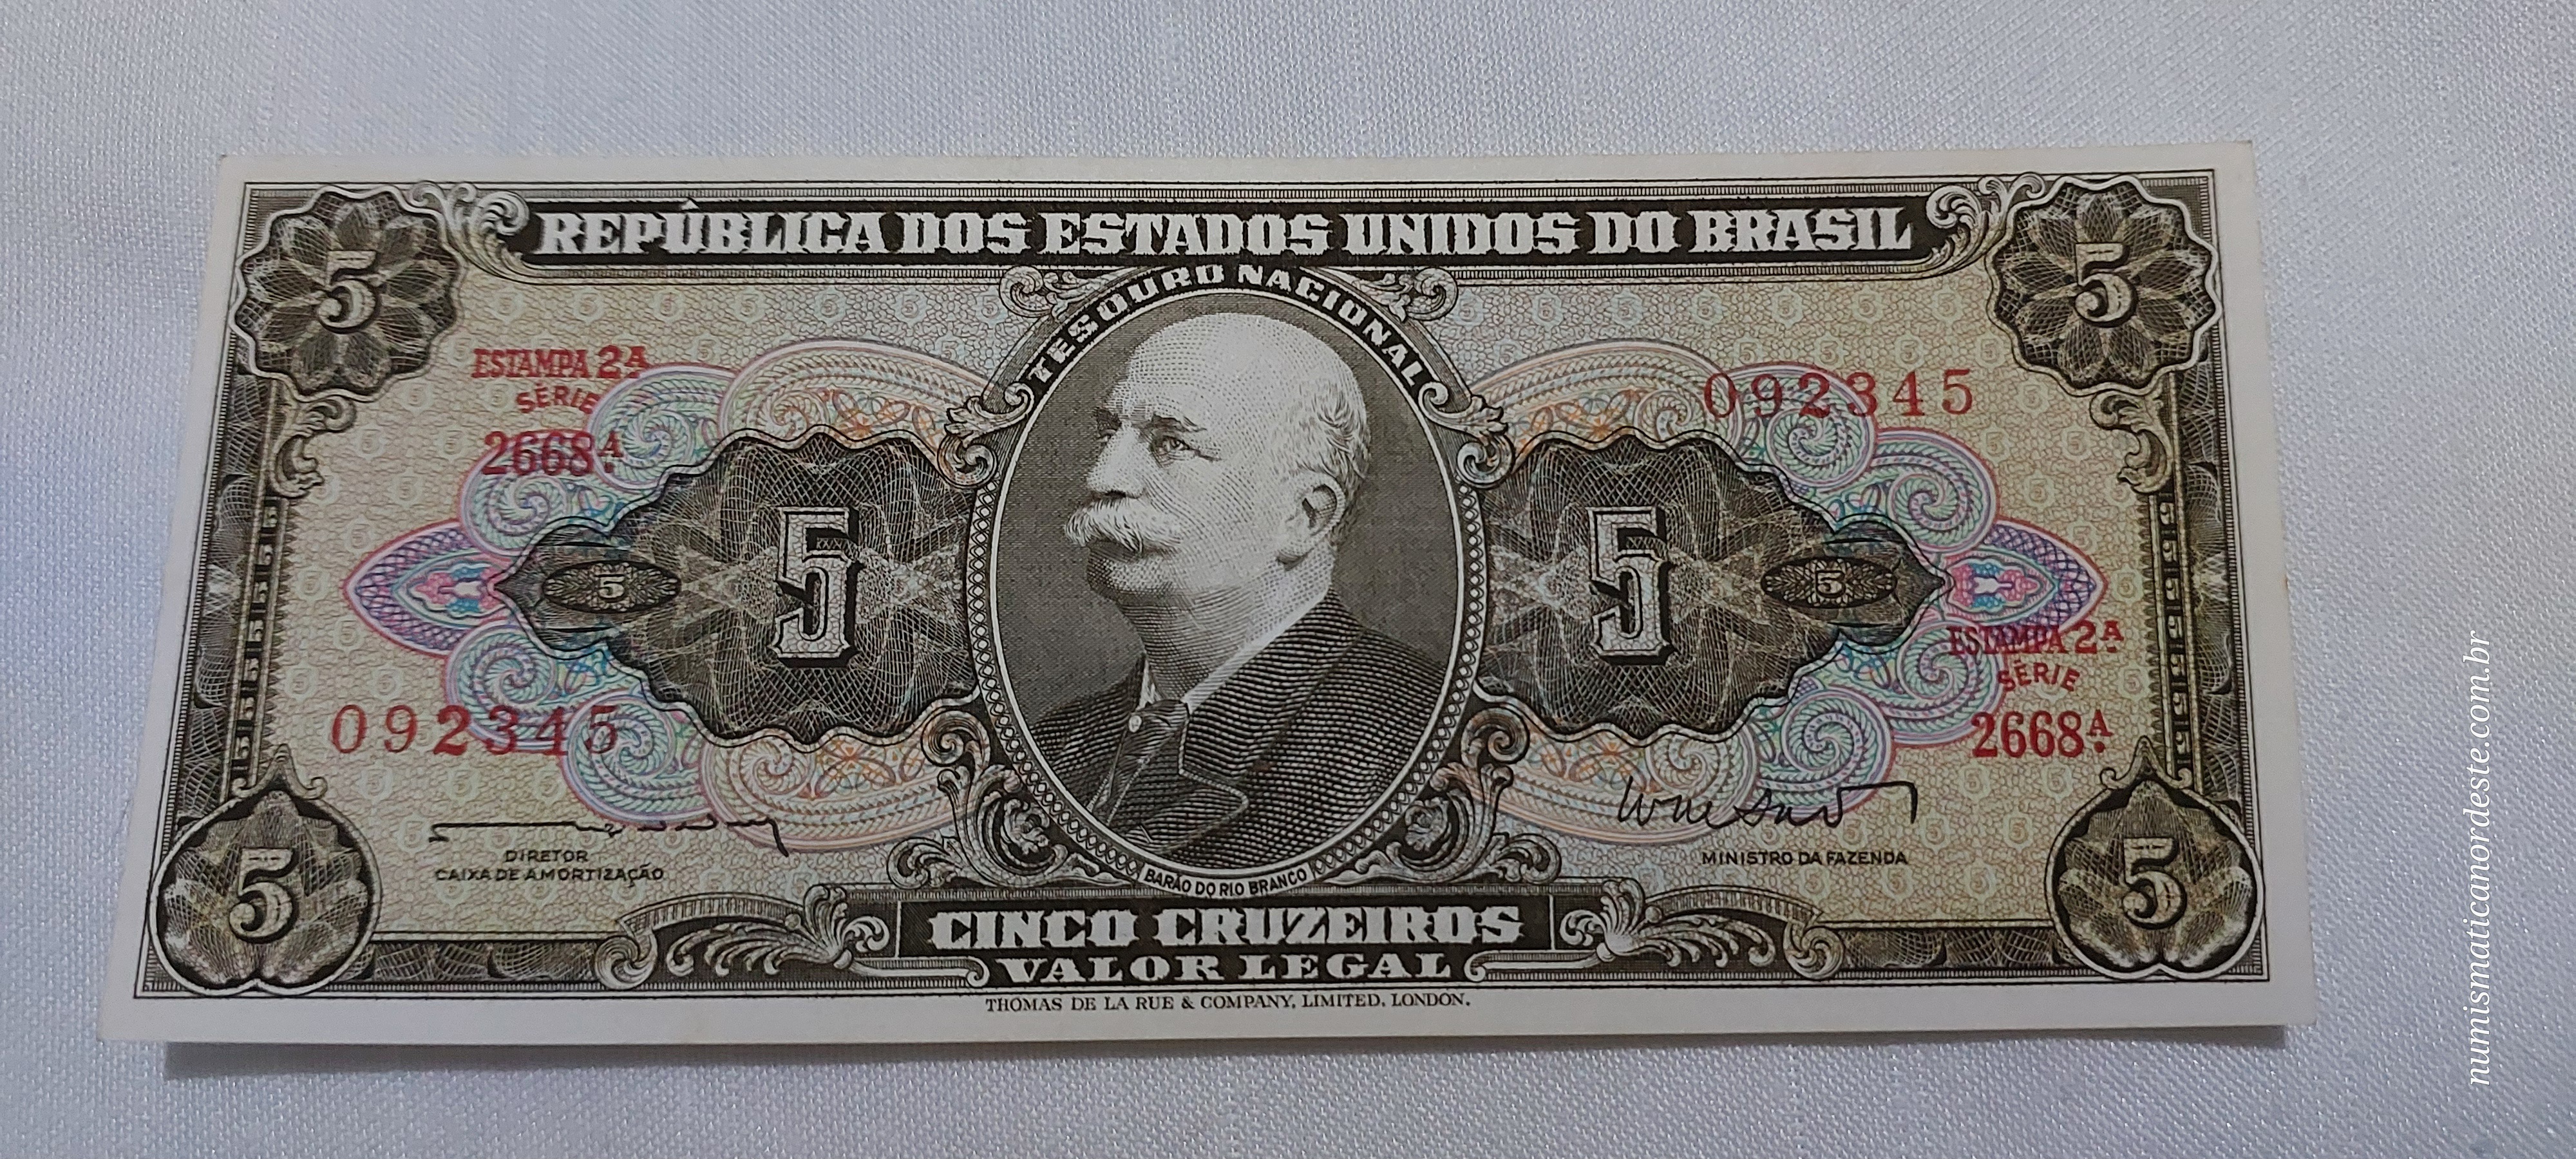 REPÚBLICA DOS ESTADOS UNIDOS DO BRASIL
5
5
TESOURO NACIONAL
ESTAMPA 2A
SÉRIE
2668A
092345
5
5
5
5
ESTAMPA 2A
SÉRIE
2668A
092345
DIRETOR
CAIXA DE AMORTIZAÇÃO
MINISTRO DA FAZENDA
BARÃO DO RIO BRANCO
5
5
CINCO CRUZEIROS
VALOR LEGAL
THOMAS DE LA RUE & COMPANY, LIMITED, LONDON.
numismaticanordeste.com.br